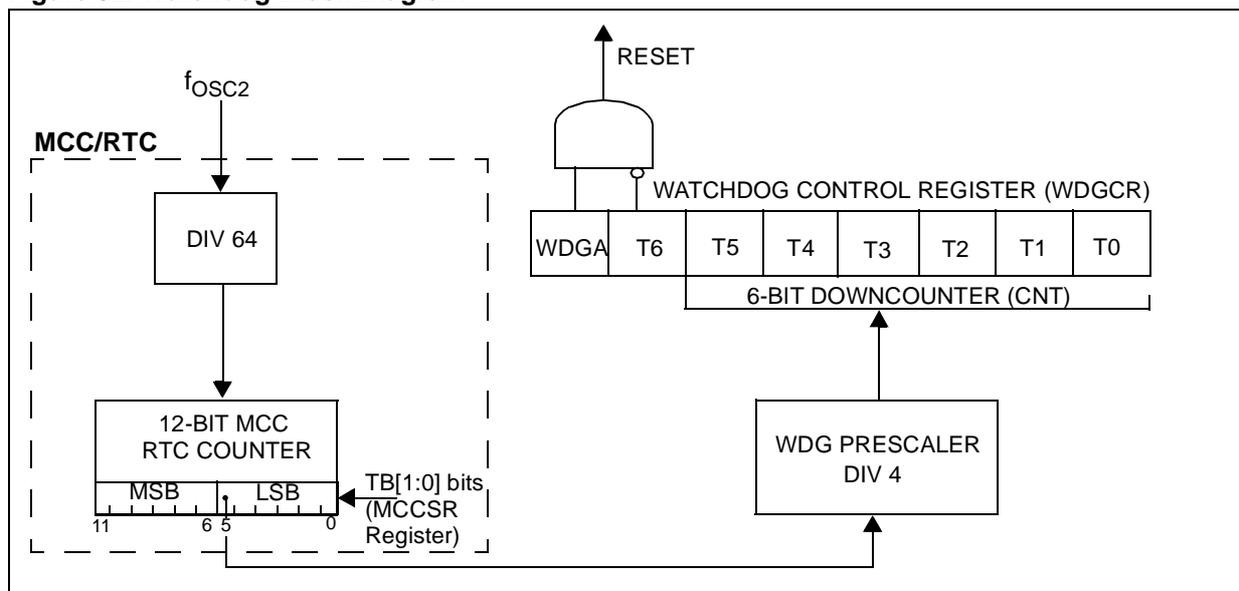 RESET
fOSC2
MCC/RTC
DIV 64
WATCHDOG CONTROL REGISTER (WDGCR)
WDGA T6 T5 T4 T3 T2 T1 T0
6-BIT DOWNCOUNTER (CNT)
12-BIT MCC
RTC COUNTER
MSB LSB
11 6 5 0
TB[1:0] bits
(MCCSR
Register)
WDG PRESCALER
DIV 4